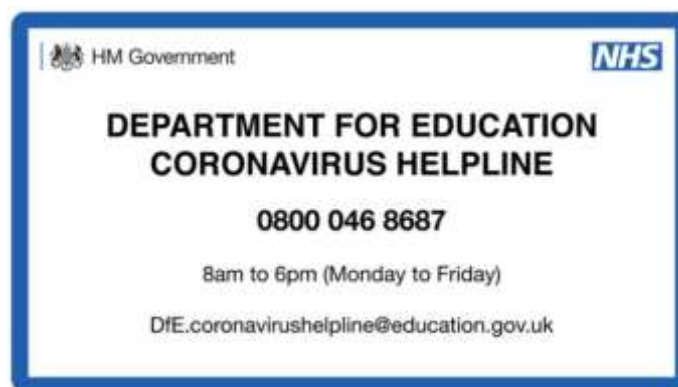 HM Government
NHS
DEPARTMENT FOR EDUCATION
CORONAVIRUS HELPLINE
0800 046 8687
8am to 6pm (Monday to Friday)
DfE.coronavirushelpline@education.gov.uk